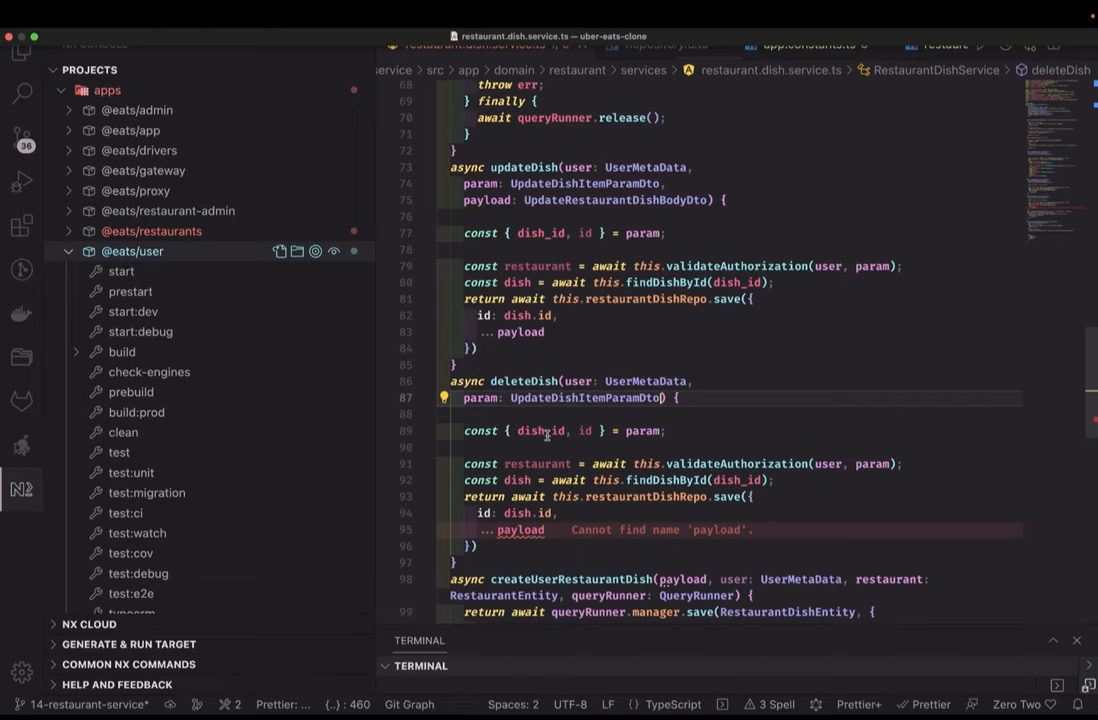 restaurant.dish.service.ts — uber-eats-clone
PROJECTS
apps
@eats/admin
@eats/app
@eats/drivers
@eats/gateway
@eats/proxy
@eats/restaurant-admin
@eats/restaurants
@eats/user
start
prestart
start:dev
start:debug
build
check-engines
prebuild
build:prod
clean
test
test:unit
test:migration
test:ci
test:watch
test:cov
test:debug
test:e2e
NX CLOUD
GENERATE & RUN TARGET
COMMON NX COMMANDS
HELP AND FEEDBACK
36
service > src > app > domain > restaurant > services > restaurant.dish.service.ts > RestaurantDishService > deleteDish
68 throw err;
69 } finally {
70 await queryRunner.release();
71 }
72 }
73 async updateDish(user: UserMetaData,
74 param: UpdateDishItemParamDto,
75 payload: UpdateRestaurantDishBodyDto) {
76
77 const { dish_id, id } = param;
78
79 const restaurant = await this.validateAuthorization(user, param);
80 const dish = await this.findDishById(dish_id);
81 return await this.restaurantDishRepo.save({
82 id: dish.id,
83 ...payload
84 })
85 }
86 async deleteDish(user: UserMetaData,
87 param: UpdateDishItemParamDto) {
88
89 const { dish_id, id } = param;
90
91 const restaurant = await this.validateAuthorization(user, param);
92 const dish = await this.findDishById(dish_id);
93 return await this.restaurantDishRepo.save({
94 id: dish.id,
95 ...payload Cannot find name 'payload'.
96 })
97 }
98 async createUserRestaurantDish(payload, user: UserMetaData, restaurant:
RestaurantEntity, queryRunner: QueryRunner) {
99 return await queryRunner.manager.save(RestaurantDishEntity, {
TERMINAL
TERMINAL
14-restaurant-service* 2 Prettier: ... {..} : 460 Git Graph Spaces: 2 UTF-8 LF {} TypeScript 3 Spell Prettier+ Prettier Zero Two